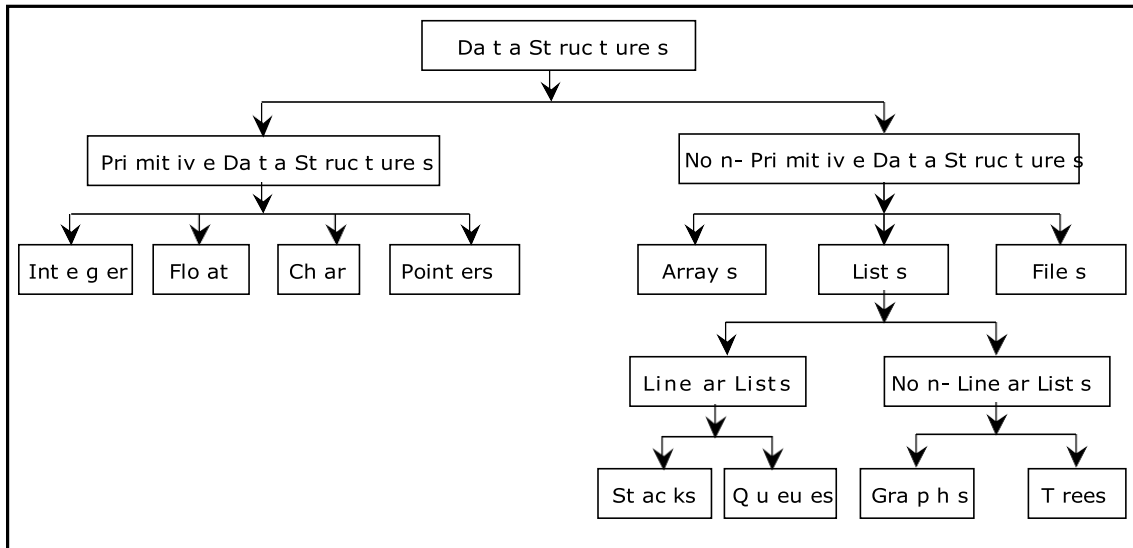 Data Structures
Primitive Data Structures
Non- Primitive Data Structures
Integer
Float
Char
Pointers
Arrays
Lists
Files
Linear Lists
Non- Linear Lists
Stacks
Queues
Graphs
Trees